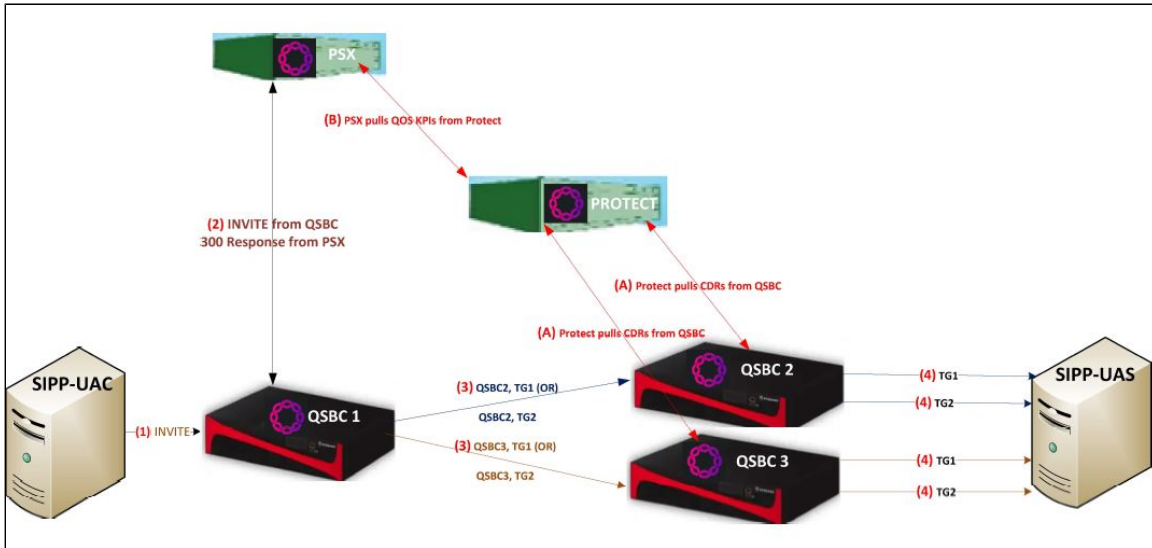 PSX
(B) PSX pulls QOS KPIs from Protect
PROTECT
(2) INVITE from QSBC
300 Response from PSX
(A) Protect pulls CDRs from QSBC
(A) Protect pulls CDRs from QSBC
SIPP-UAC
QSBC 2
SIPP-UAS
(3) QSBC2, TG1 (OR)
(4) TG1
QSBC 1
QSBC2, TG2
(4) TG2
(1) INVITE
(3) QSBC3, TG1 (OR)
QSBC 3
(4) TG1
QSBC3, TG2
(4) TG2